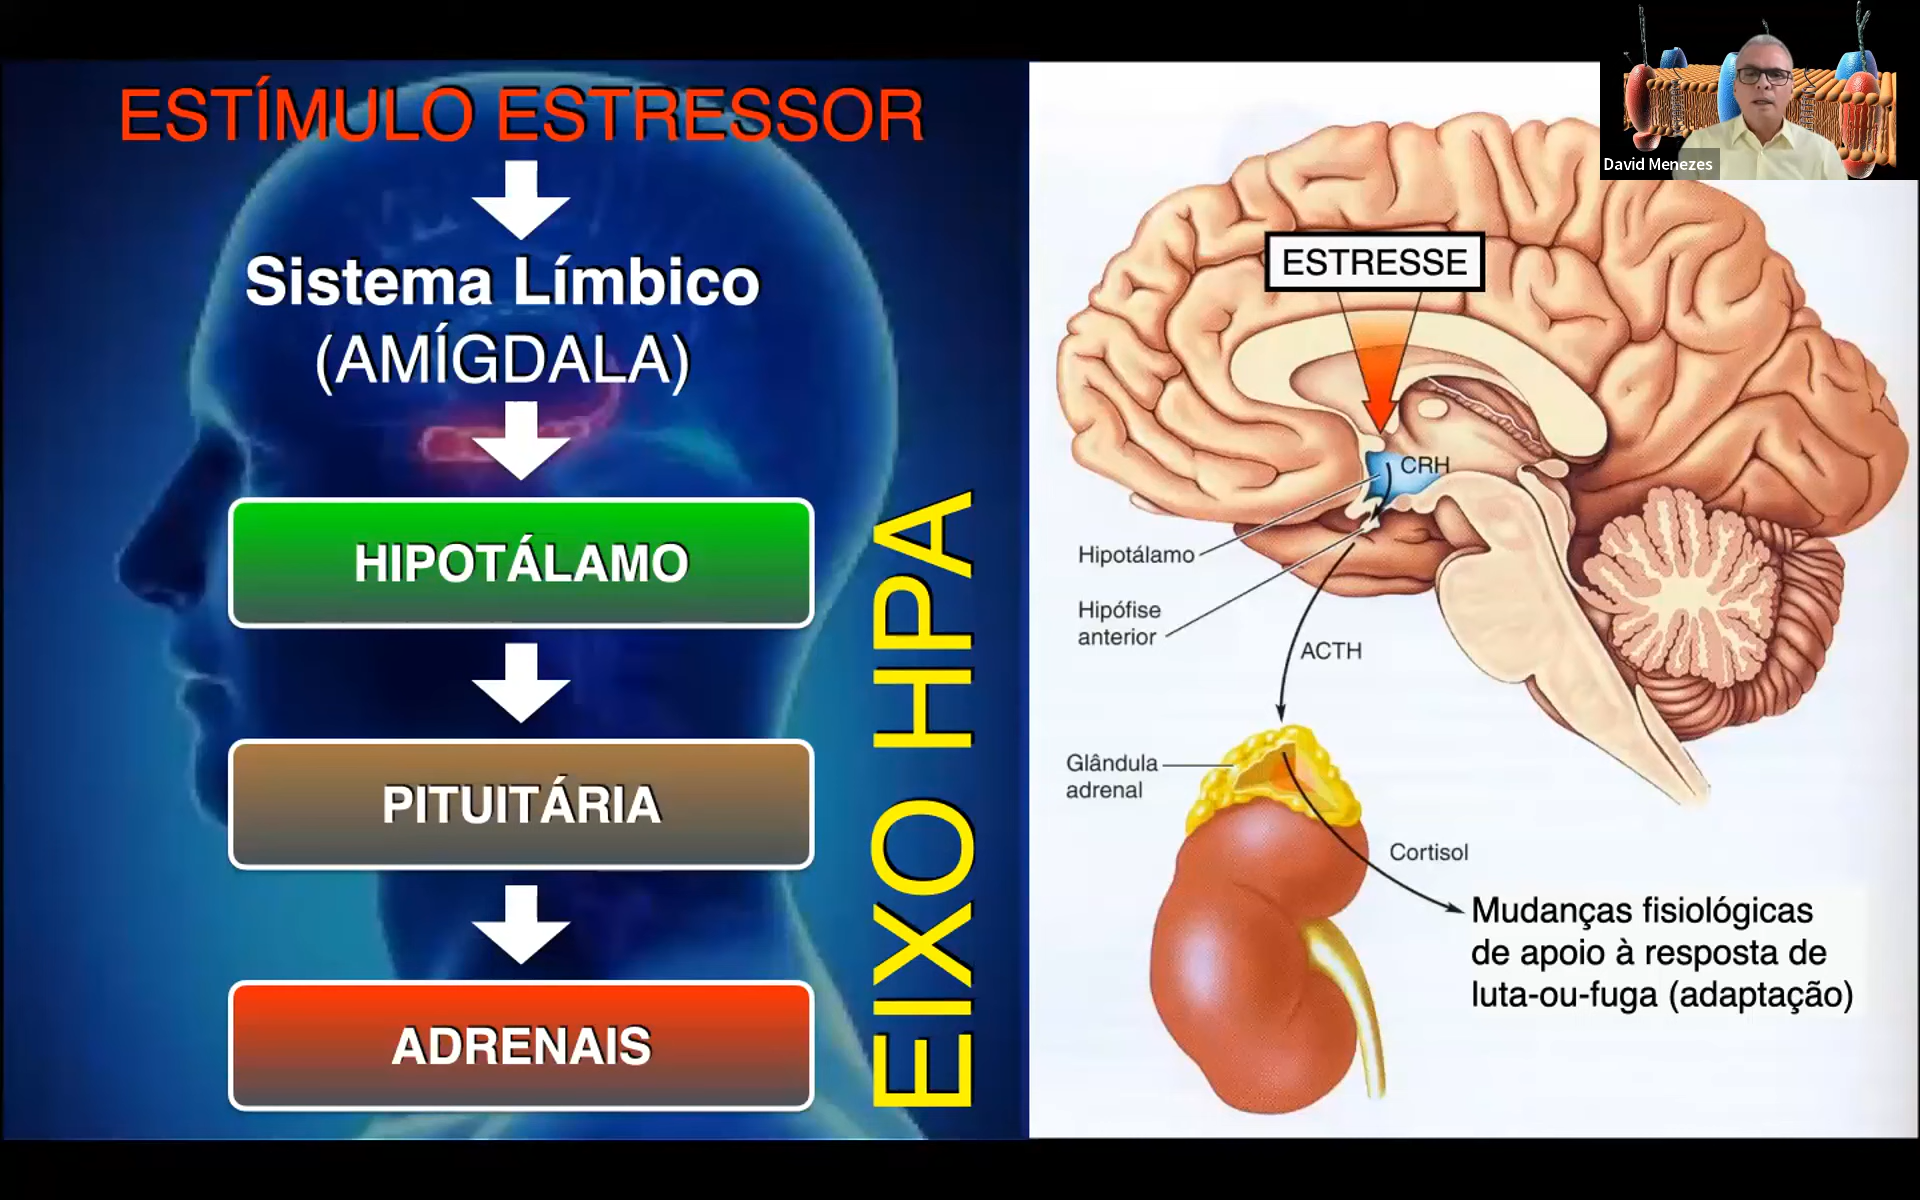 ESTÍMULO ESTRESSOR
Sistema Límbico
(AMÍGDALA)
HIPOTÁLAMO
PITUITÁRIA
ADRENAIS
EIXO HPA
David Menezes
ESTRESSE
CRH
Hipotálamo
Hipófise
anterior
ACTH
Glândula
adrenal
Cortisol
Mudanças fisiológicas
de apoio à resposta de
luta-ou-fuga (adaptação)